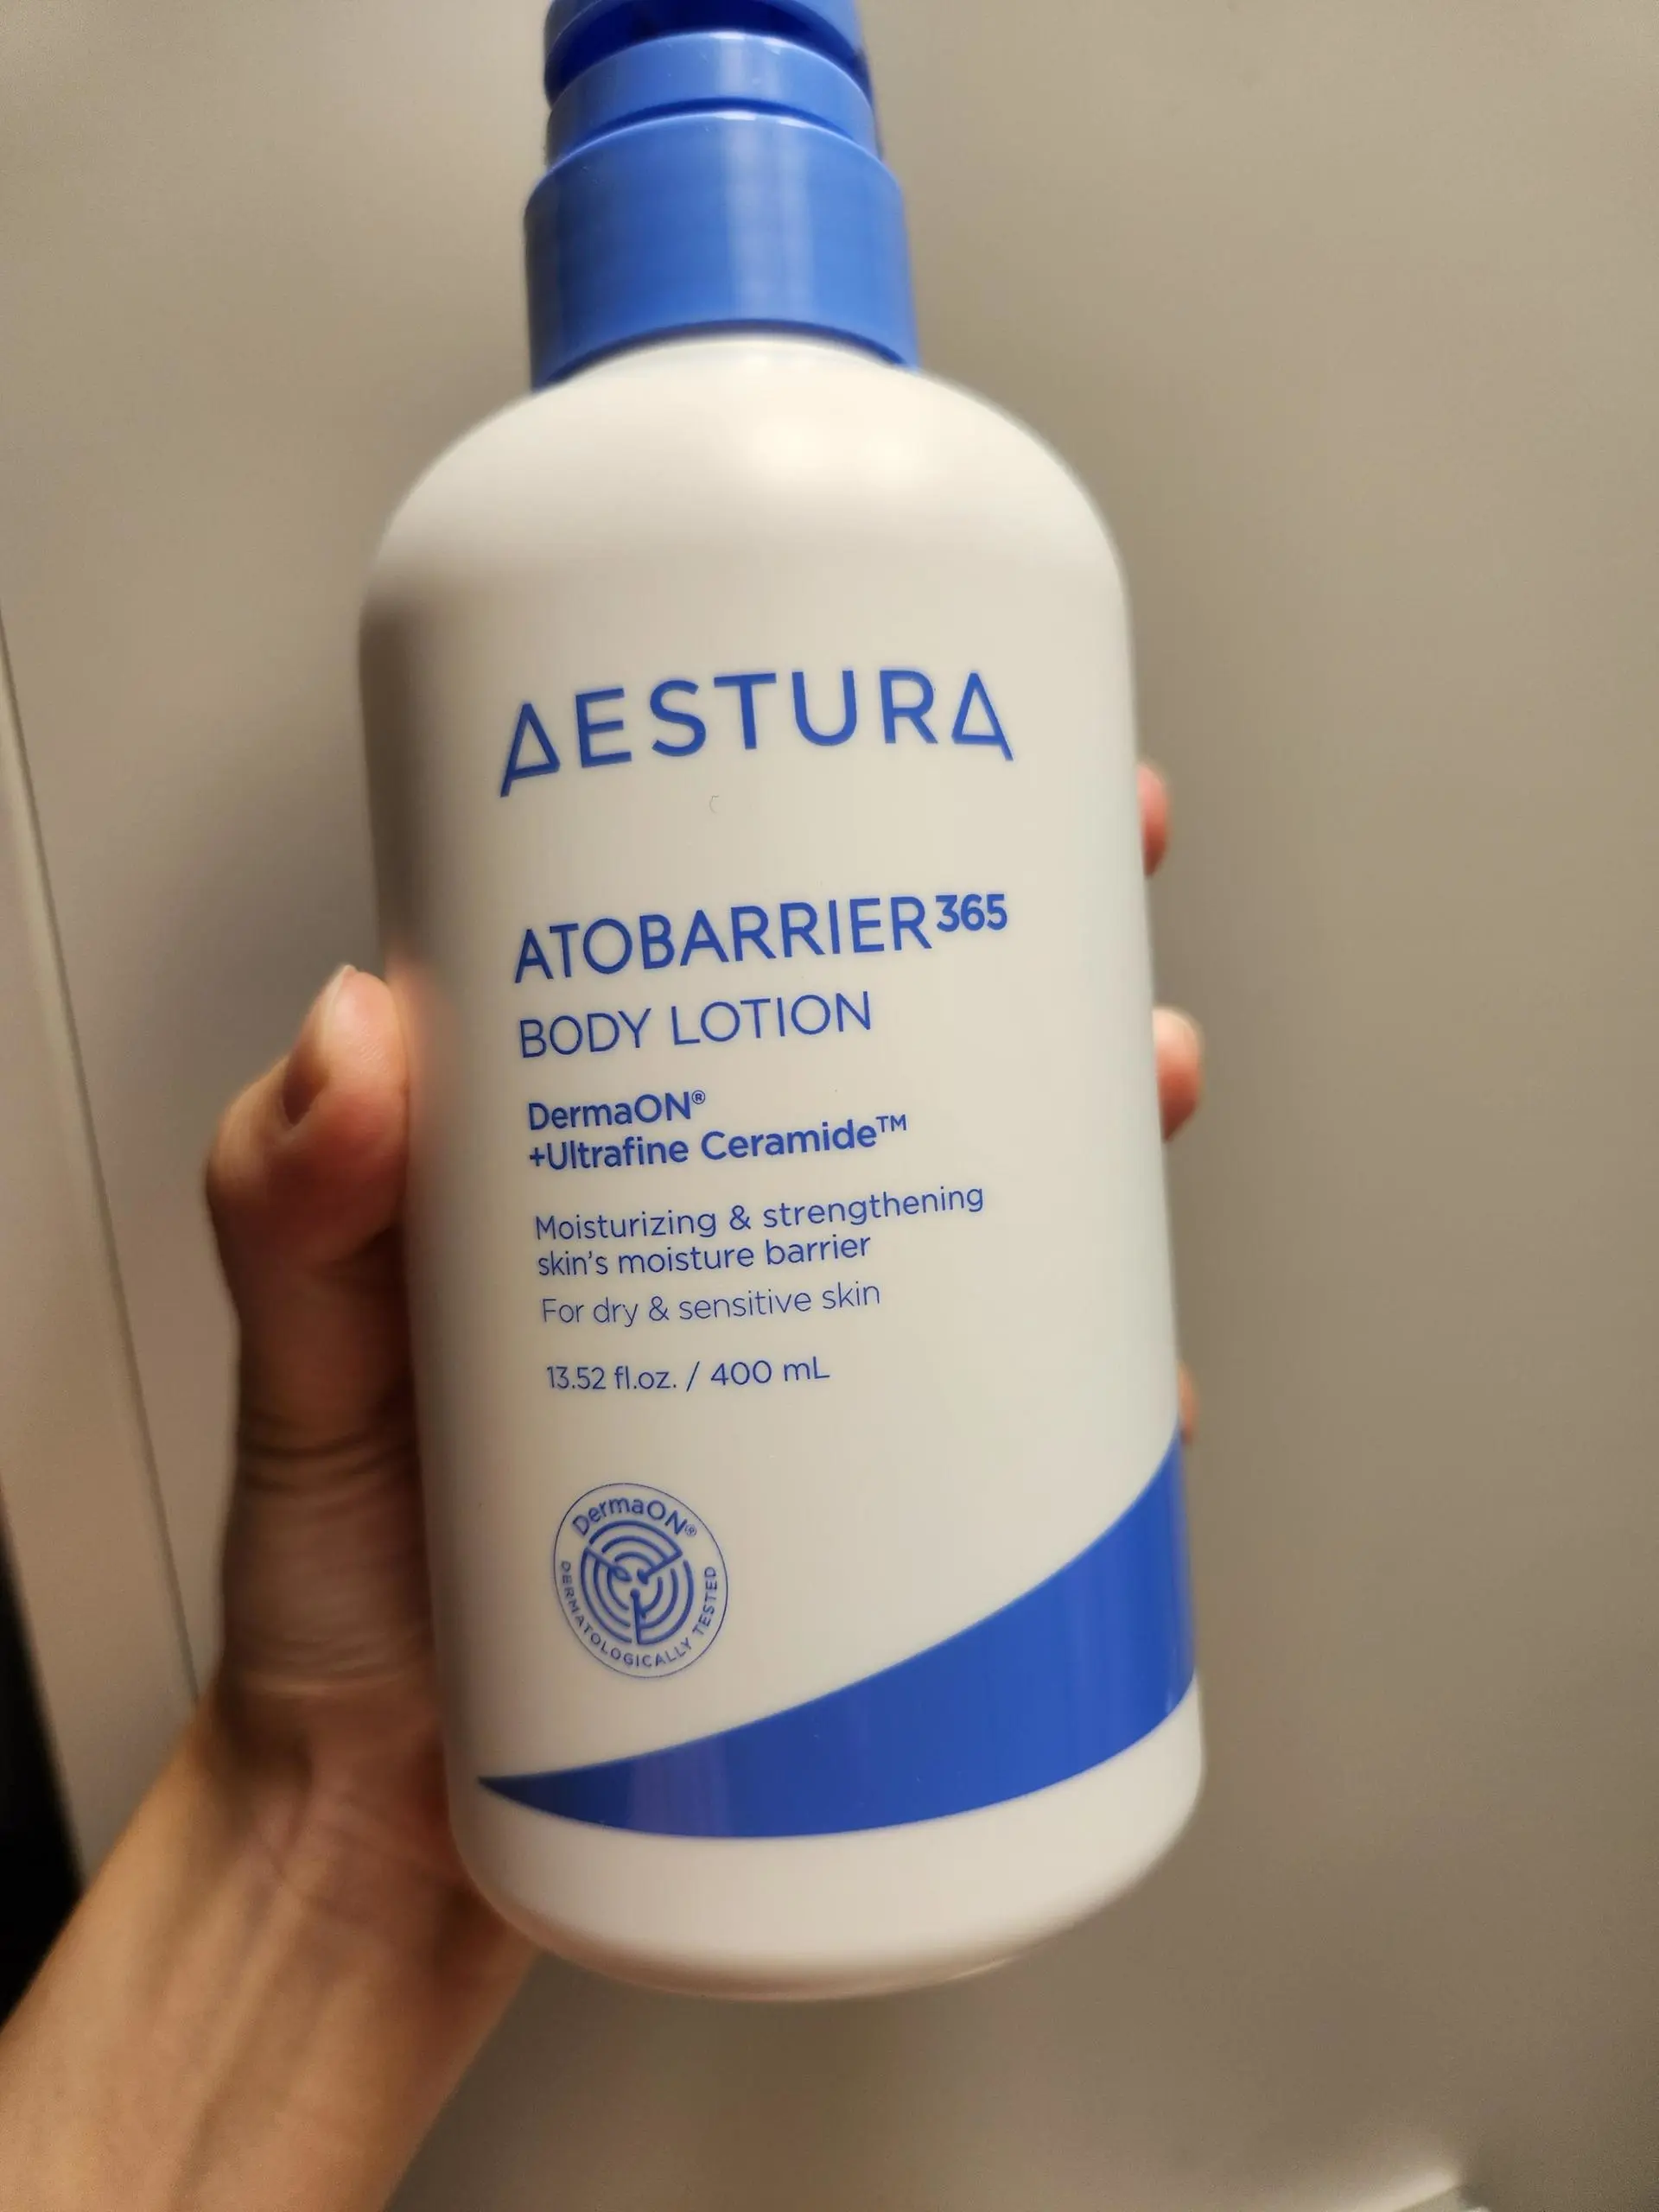 AESTURA
ATOBARRIER365
BODY LOTION
DermaON®
+Ultrafine Ceramide™
Moisturizing & strengthening
skin's moisture barrier
For dry & sensitive skin
13.52 fl.oz. / 400 mL
DermaON®
DERMATOLOGICALLY TESTED